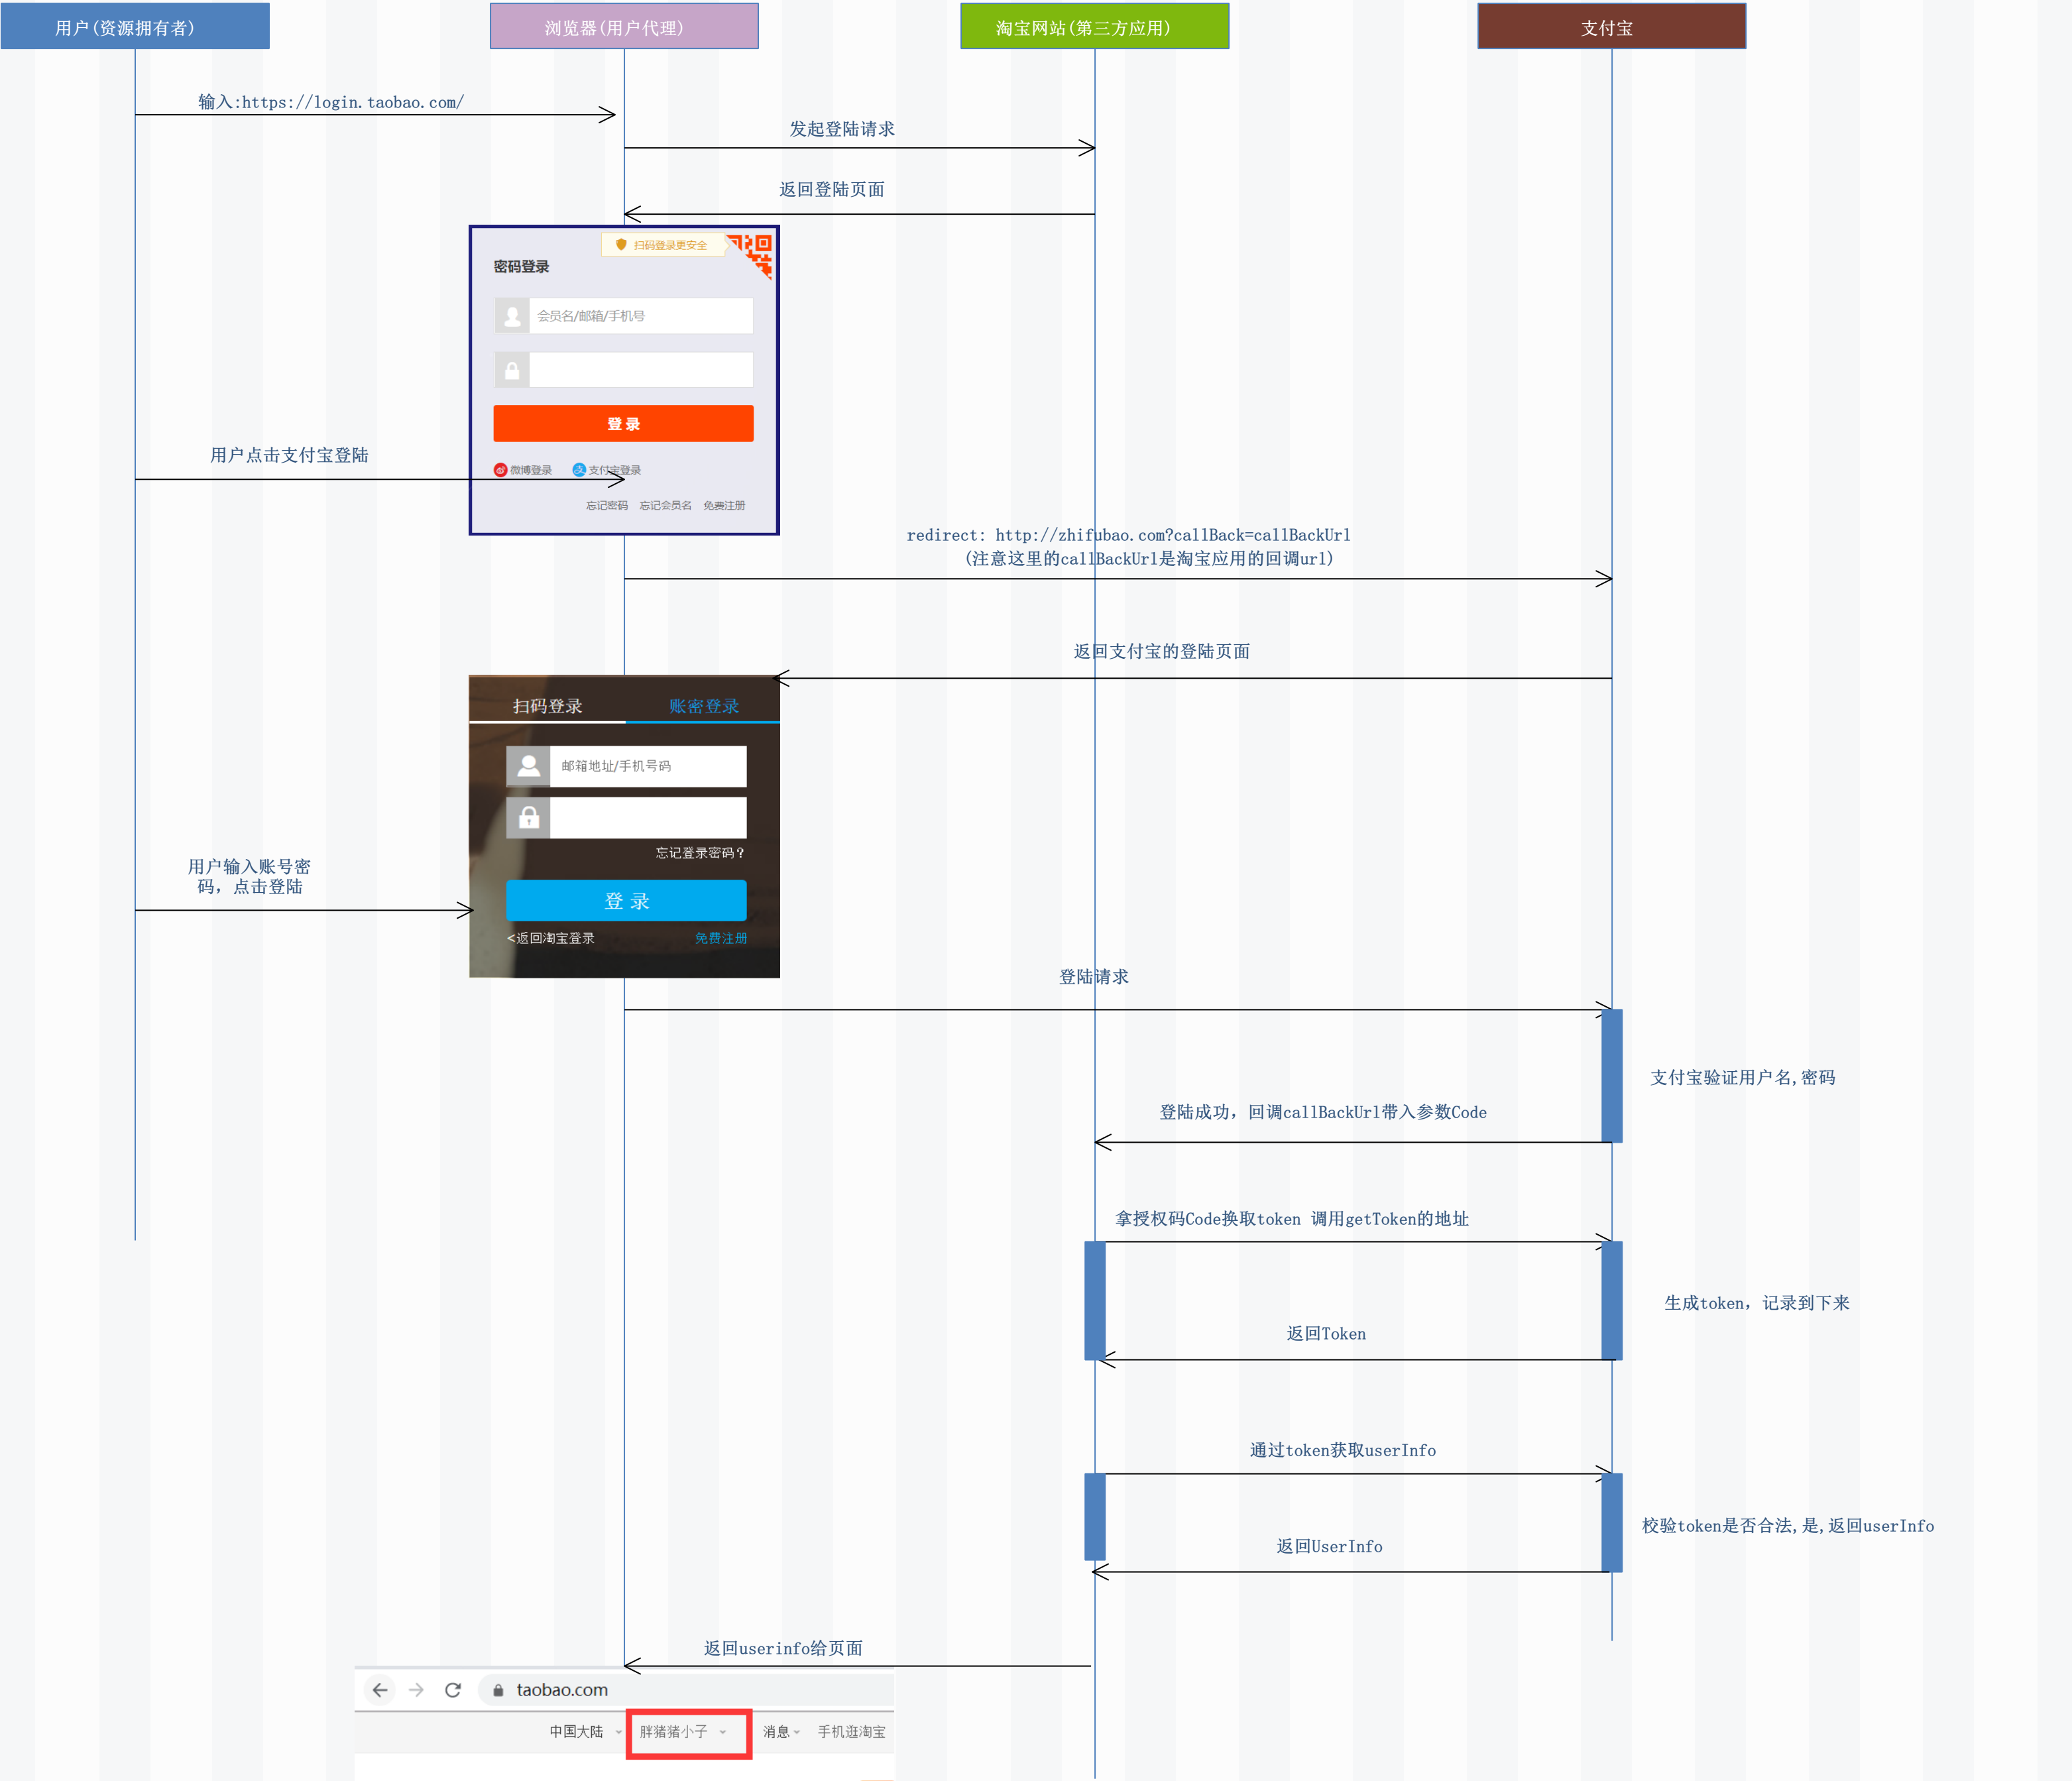 用户(资源拥有者)
浏览器(用户代理)
淘宝网站(第三方应用)
支付宝
输入:https://login.taobao.com/
发起登陆请求
返回登陆页面
扫码登录更安全
密码登录
会员名/邮箱/手机号
登 录
用户点击支付宝登陆
微博登录
支付宝登录
忘记密码
忘记会员名
免费注册
redirect: http://zhifubao.com?callBack=callBackUrl
(注意这里的callBackUrl是淘宝应用的回调url)
返回支付宝的登陆页面
扫码登录
账密登录
邮箱地址/手机号码
忘记登录密码?
用户输入账号密
码, 点击登陆
登 录
<返回淘宝登录
免费注册
登陆请求
支付宝验证用户名,密码
登陆成功, 回调callBackUrl带入参数Code
拿授权码Code换取token 调用getToken的地址
生成token, 记录到下来
返回Token
通过token获取userInfo
校验token是否合法,是,返回userInfo
返回UserInfo
返回userinfo给页面
taobao.com
中国大陆
胖猪猪小子
消息
手机逛淘宝